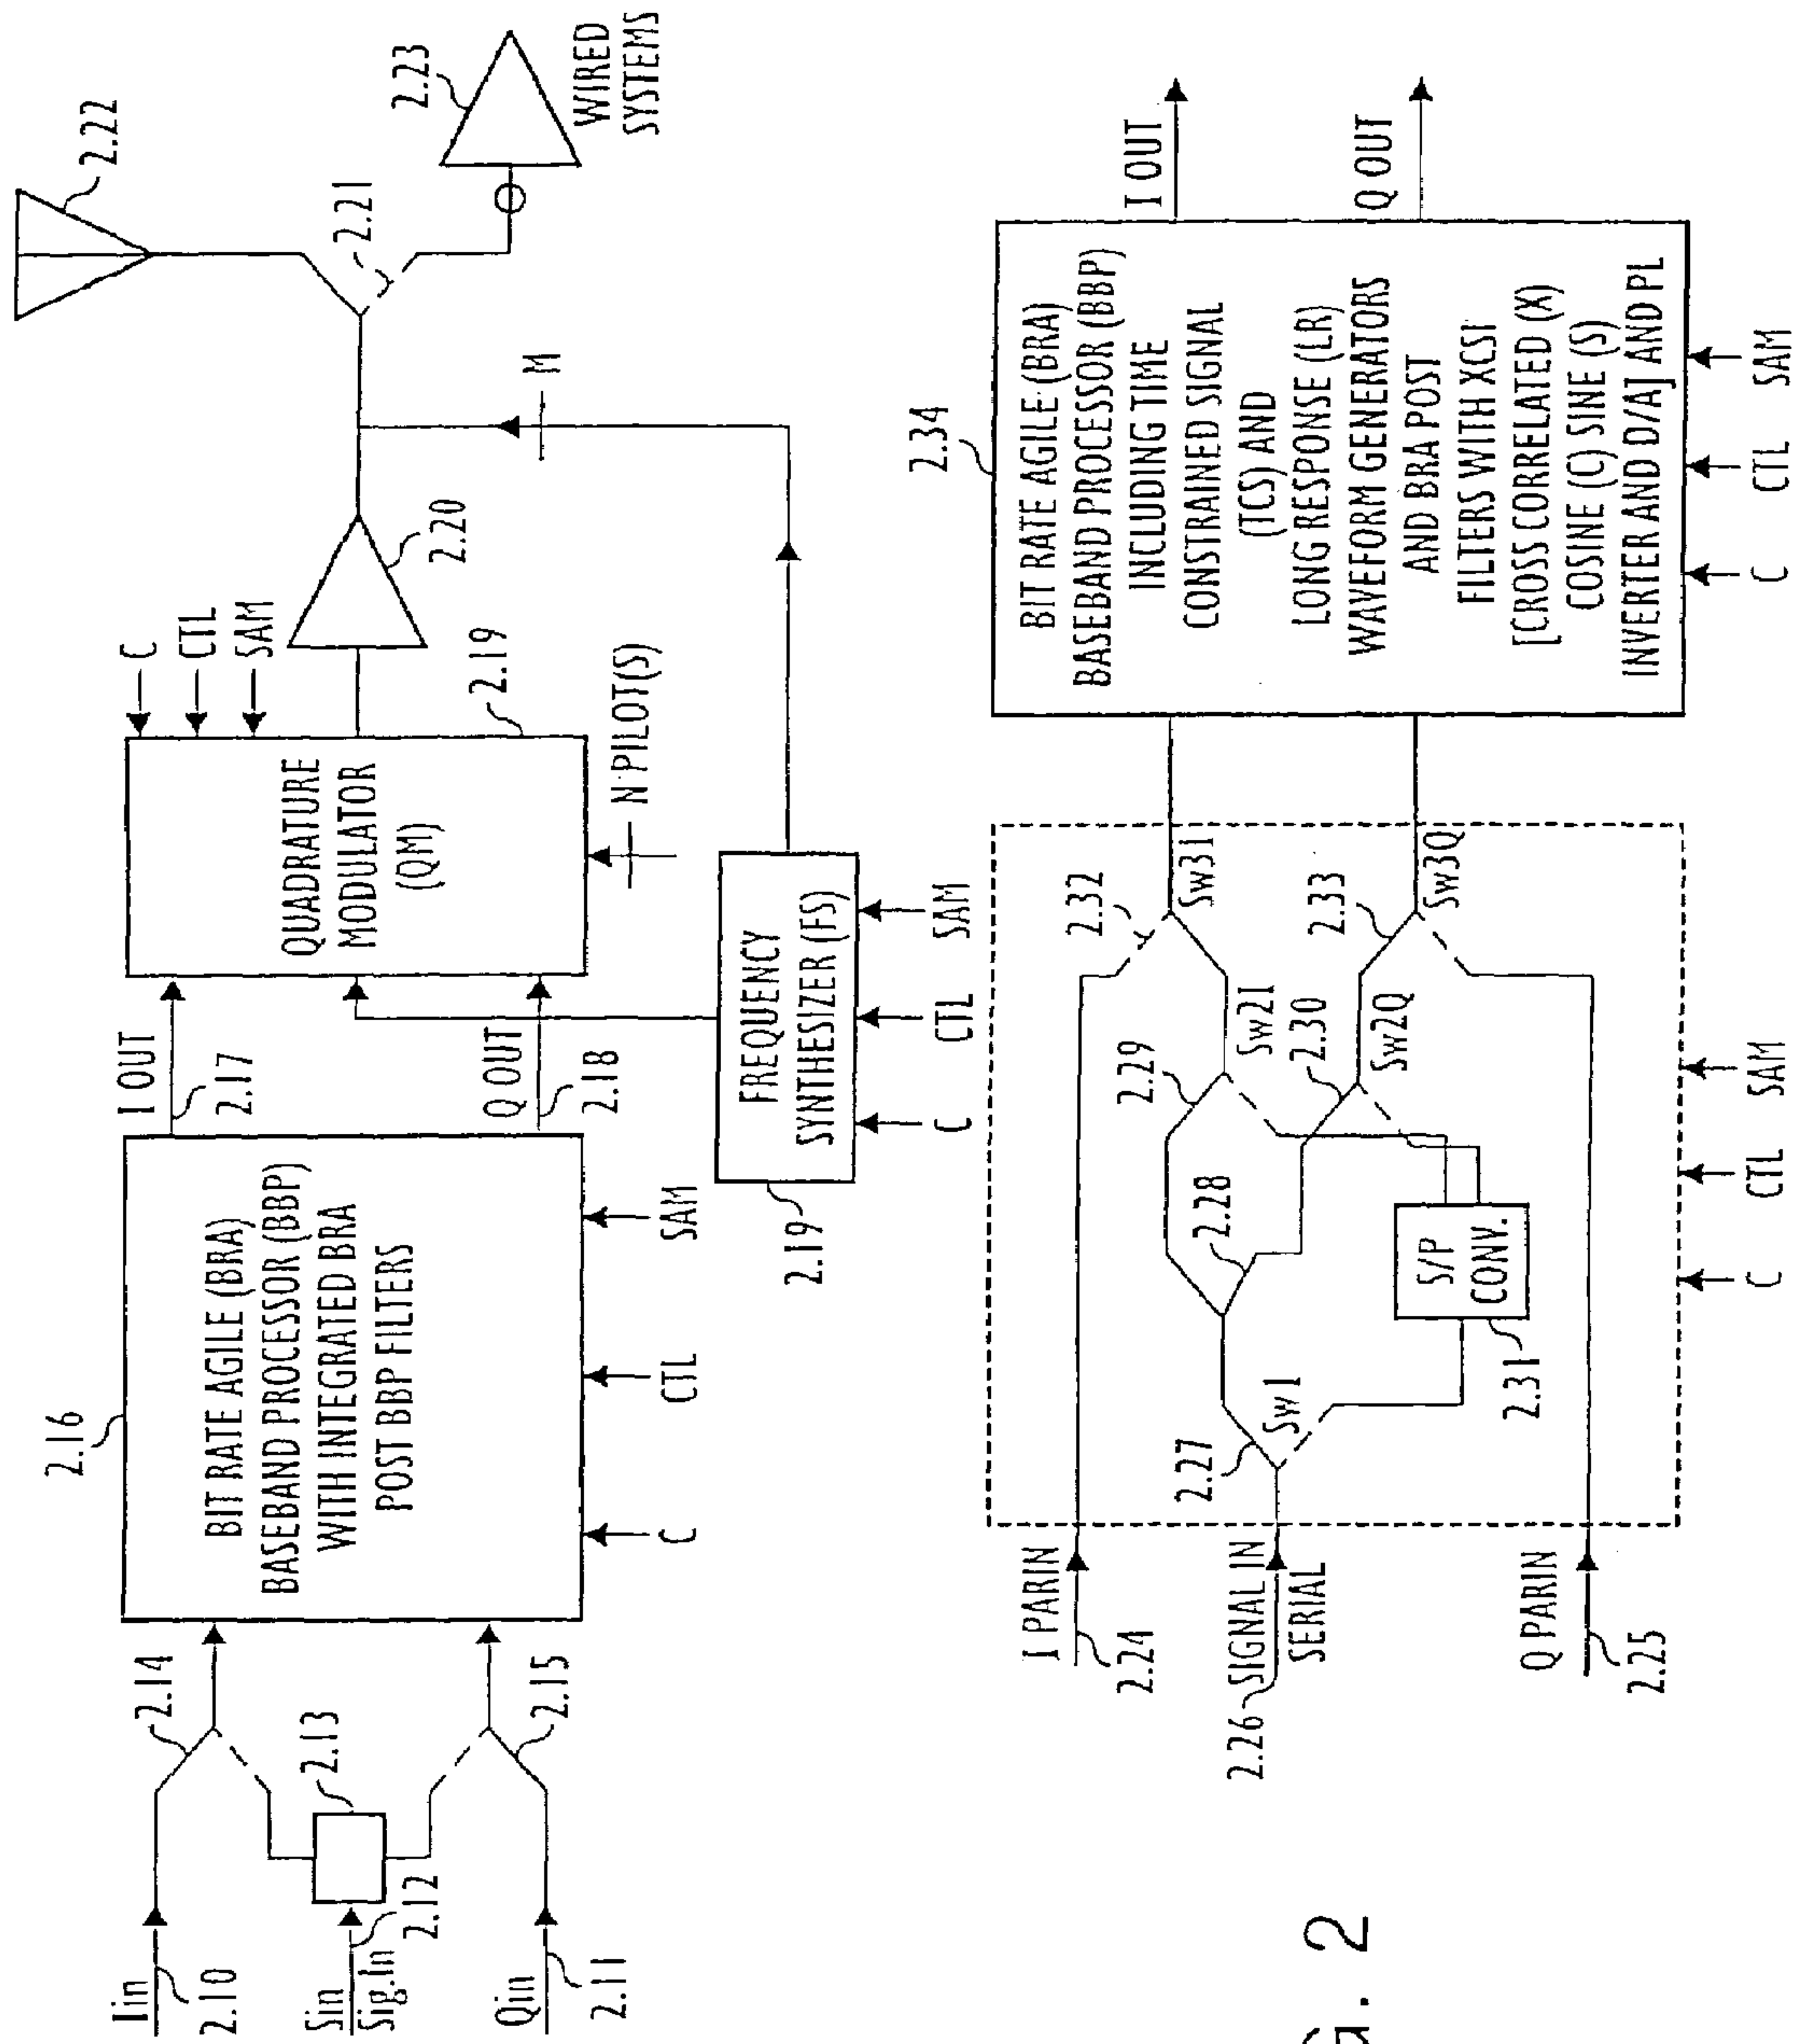 Iin
2.10
Sin
Sig.In
2.12
Qin
2.11
2.13
2.14
2.15
2.16
BIT RATE AGILE (BRA)
BASEBAND PROCESSOR (BBP)
WITH INTEGRATED BRA
POST BBP FILTERS
C
CTL
SAM
I OUT
2.17
Q OUT
2.18
QUADRATURE
MODULATOR
(QM)
C
CTL
SAM
2.19
N PILOT(S)
2.19
FREQUENCY
SYNTHESIZER (FS)
C
CTL
SAM
2.20
M
2.21
2.22
2.23
WIRED
SYSTEMS
I PARIN
2.24
2.26
SIGNAL IN
SERIAL
Q PARIN
2.25
2.27
Sw1
2.28
2.29
Sw2I
2.30
Sw2Q
S/P
CONV.
2.31
2.32
Sw3I
2.33
Sw3Q
C
CTL
SAM
2.34
BIT RATE AGILE (BRA)
BASEBAND PROCESSOR (BBP)
INCLUDING TIME
CONSTRAINED SIGNAL
(TCS) AND
LONG RESPONSE (LR)
WAVEFORM GENERATORS
AND BRA POST
FILTERS WITH XCSI
[CROSS CORRELATED (X)
COSINE (C) SINE (S)
INVERTER AND D/A] AND PL
C
CTL
SAM
I OUT
Q OUT
G. 2